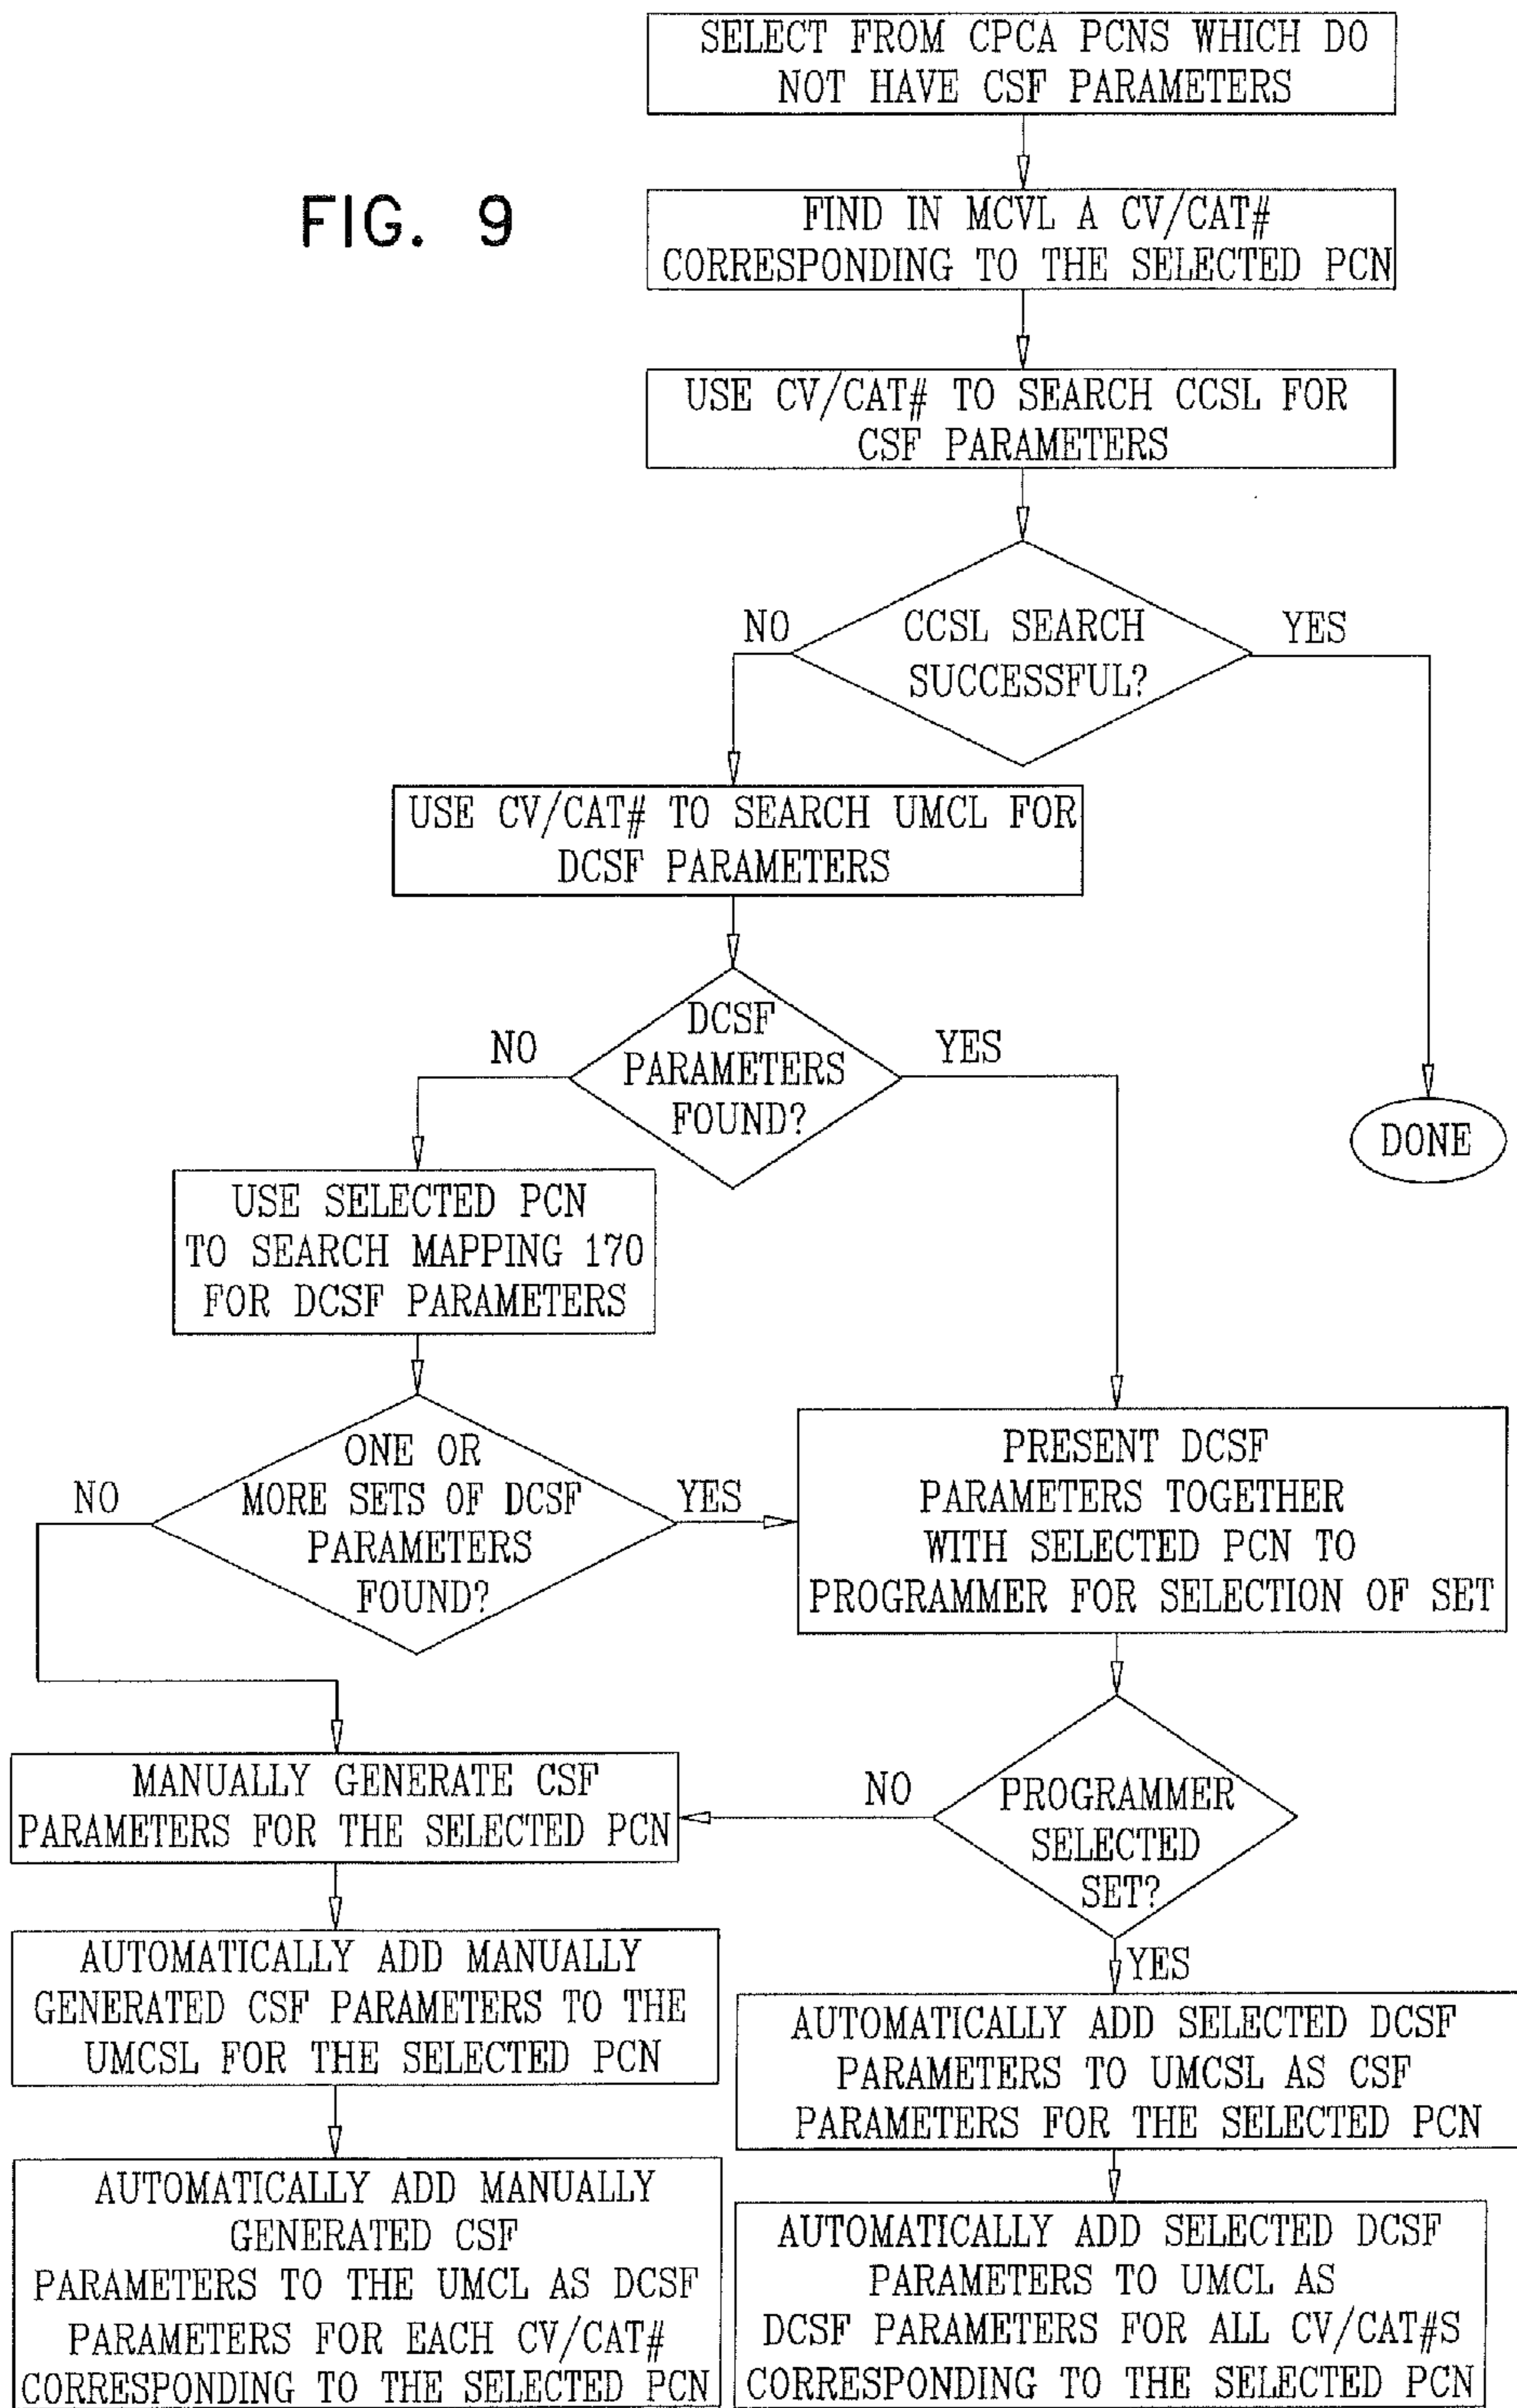 SELECT FROM CPCA PCNS WHICH DO
NOT HAVE CSF PARAMETERS
FIG. 9
FIND IN MCVL A CV/CAT#
CORRESPONDING TO THE SELECTED PCN
USE CV/CAT# TO SEARCH CCSL FOR
CSF PARAMETERS
NO
CCSL SEARCH
SUCCESSFUL?
YES
USE CV/CAT# TO SEARCH UMCL FOR
DCSF PARAMETERS
NO
DCSF
PARAMETERS
FOUND?
YES
DONE
USE SELECTED PCN
TO SEARCH MAPPING 170
FOR DCSF PARAMETERS
NO
ONE OR
MORE SETS OF DCSF
PARAMETERS
FOUND?
YES
PRESENT DCSF
PARAMETERS TOGETHER
WITH SELECTED PCN TO
PROGRAMMER FOR SELECTION OF SET
MANUALLY GENERATE CSF
PARAMETERS FOR THE SELECTED PCN
NO
PROGRAMMER
SELECTED
SET?
YES
AUTOMATICALLY ADD MANUALLY
GENERATED CSF PARAMETERS TO THE
UMCSL FOR THE SELECTED PCN
AUTOMATICALLY ADD SELECTED DCSF
PARAMETERS TO UMCSL AS CSF
PARAMETERS FOR THE SELECTED PCN
AUTOMATICALLY ADD MANUALLY
GENERATED CSF
PARAMETERS TO THE UMCL AS DCSF
PARAMETERS FOR EACH CV/CAT#
CORRESPONDING TO THE SELECTED PCN
AUTOMATICALLY ADD SELECTED DCSF
PARAMETERS TO UMCL AS
DCSF PARAMETERS FOR ALL CV/CAT#S
CORRESPONDING TO THE SELECTED PCN